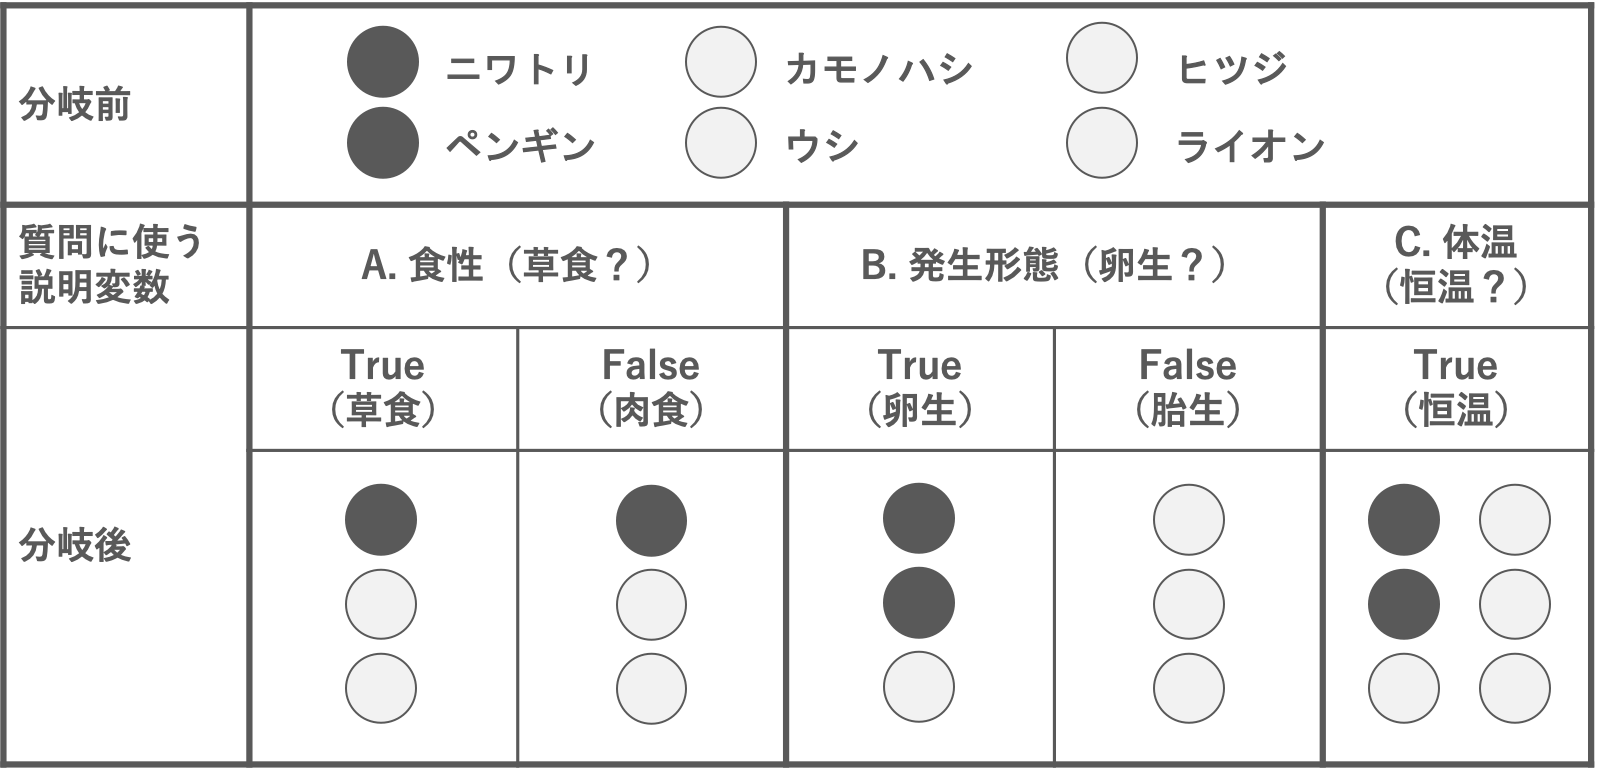 分岐前
ニワトリ
カモノハシ
ヒツジ
ペンギン
ウシ
ライオン
質問に使う
説明変数
A. 食性（草食？）
B. 発生形態（卵生？）
C. 体温
（恒温？）
分岐後
True
（草食）
False
（肉食）
True
（卵生）
False
（胎生）
True
（恒温）